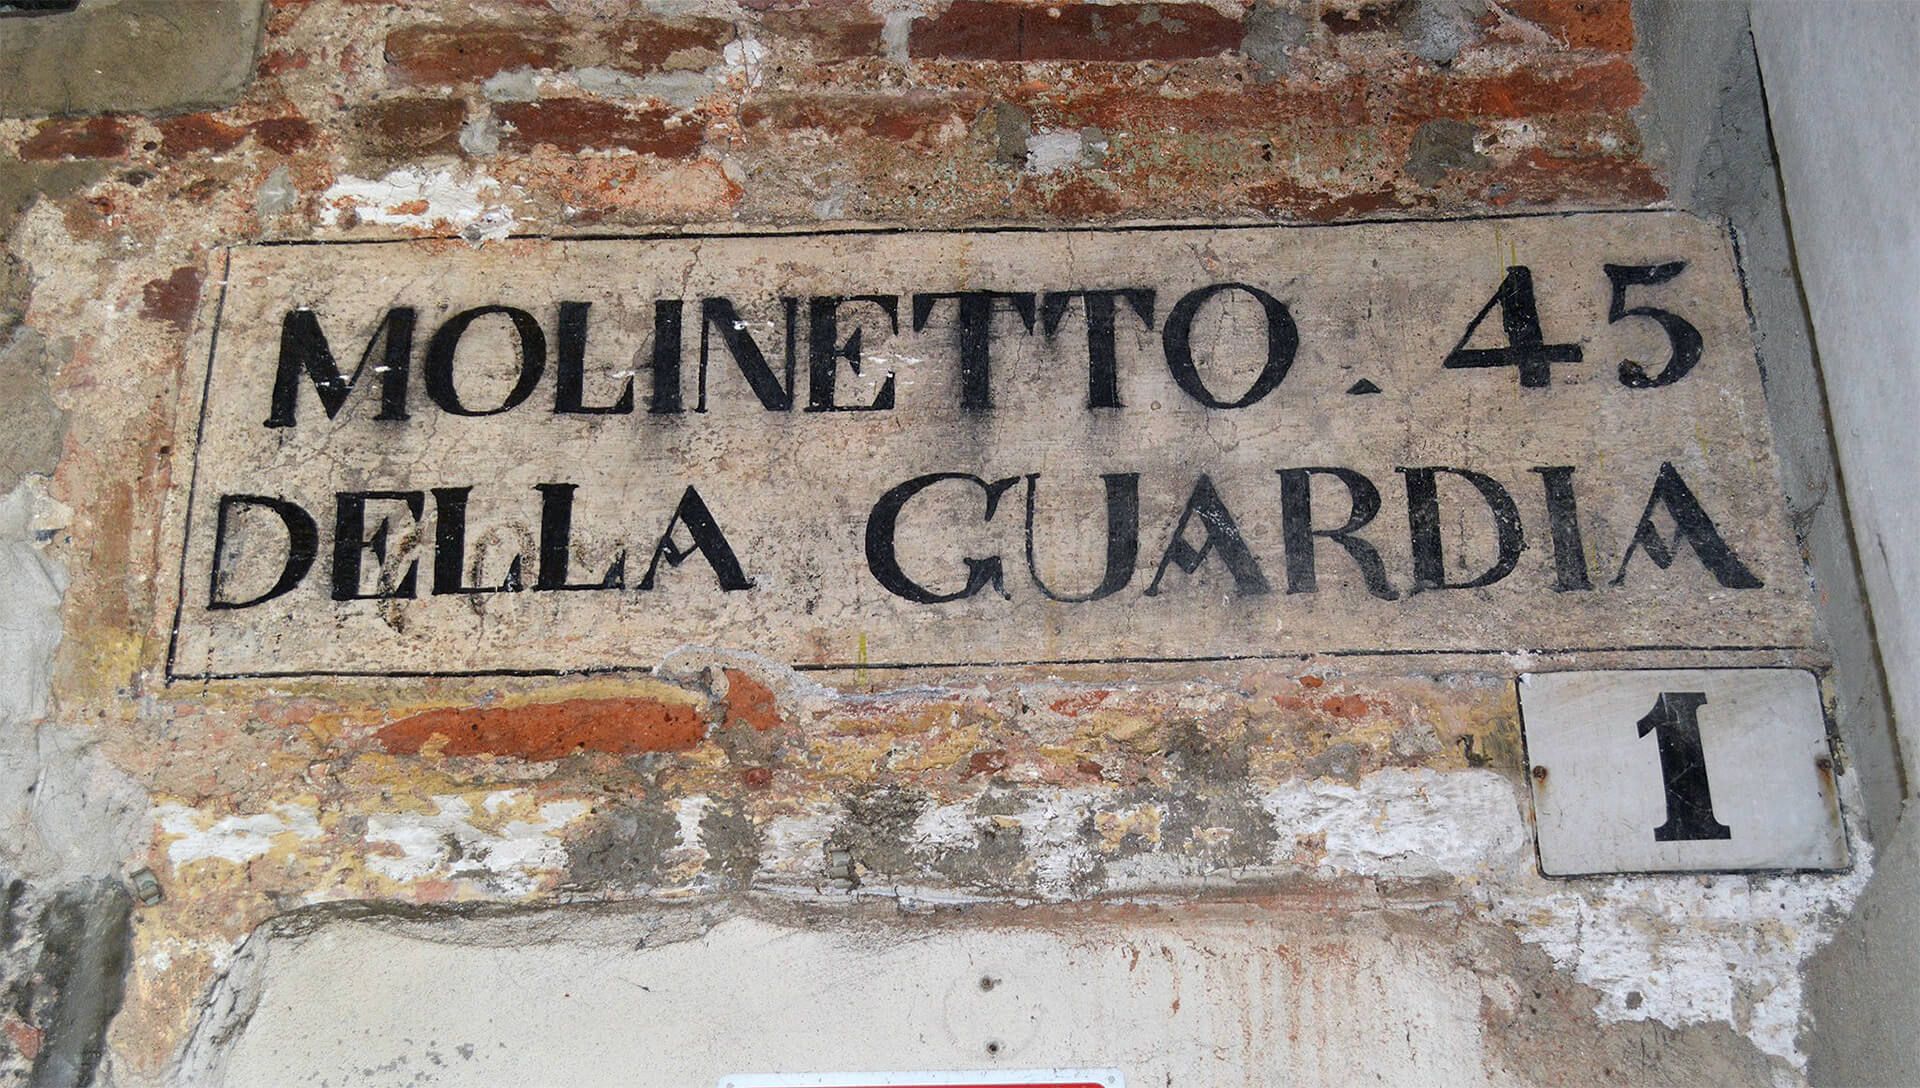 MOLINETTO . 45
DELLA GUARDIA
1